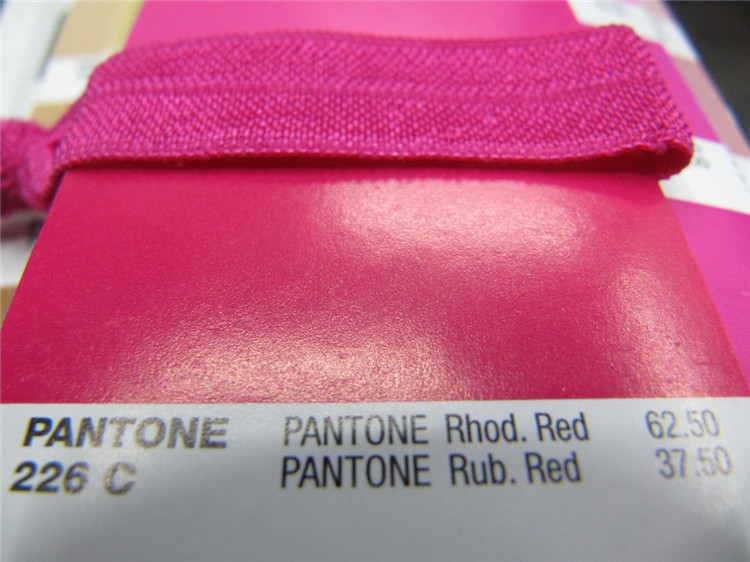 PANTONE
226 C
PANTONE Rhod. Red 62.50
PANTONE Rub. Red 37.50